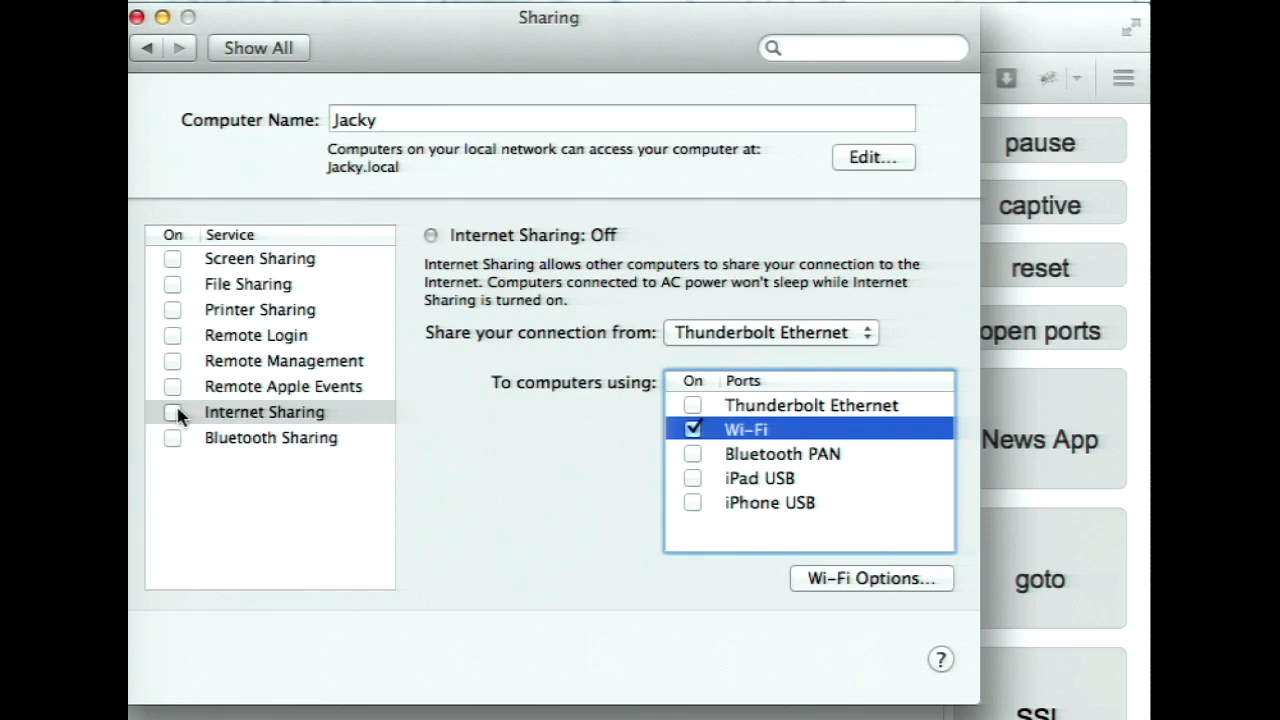 Sharing
Show All
Computer Name: Jacky
Computers on your local network can access your computer at:
Jacky.local
Edit...
On Service
Screen Sharing
File Sharing
Printer Sharing
Remote Login
Remote Management
Remote Apple Events
Internet Sharing
Bluetooth Sharing
Internet Sharing: Off
Internet Sharing allows other computers to share your connection to the
Internet. Computers connected to AC power won't sleep while Internet
Sharing is turned on.
Share your connection from: Thunderbolt Ethernet
To computers using:
On Ports
Thunderbolt Ethernet
Wi-Fi
Bluetooth PAN
iPad USB
iPhone USB
Wi-Fi Options...
?
pause
captive
reset
open ports
News App
goto
SSL